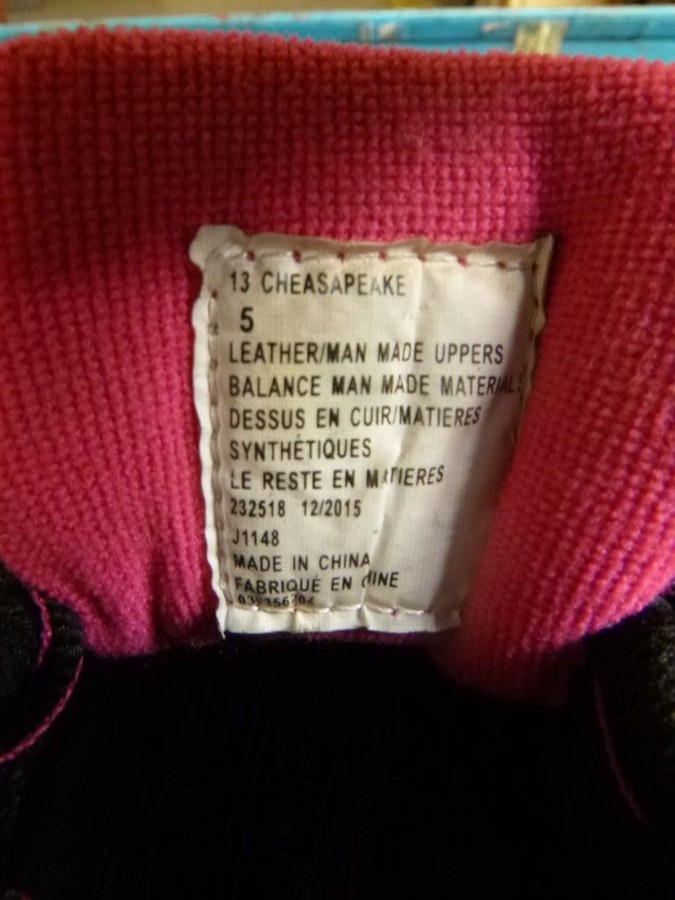 13 CHEASAPEAKE
5
LEATHER/MAN MADE UPPERS
BALANCE MAN MADE MATERIALS
DESSUS EN CUIR/MATIERES
SYNTHÉTIQUES
LE RESTE EN MATIERES
232518 12/2015
J1148
MADE IN CHINA
FABRIQUÉ EN CHINE